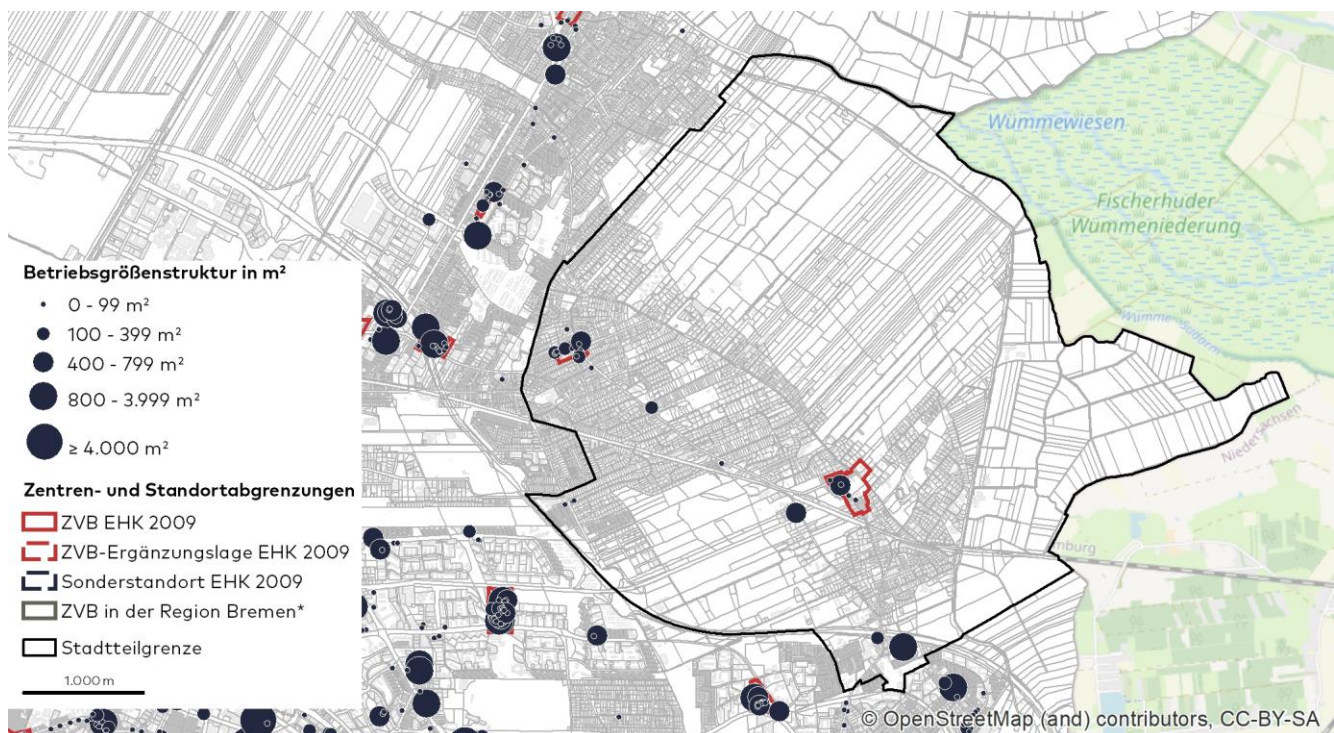 Wümmewiesen
Fischerhuder
Wümmeniederung
Wümme-Südarm
Niedersachsen
Betriebsgrößenstruktur in m²
0 - 99 m²
100 - 399 m²
400 - 799 m²
800 - 3.999 m²
≥ 4.000 m²
Zentren- und Standortabgrenzungen
ZVB EHK 2009
ZVB-Ergänzungslage EHK 2009
Sonderstandort EHK 2009
ZVB in der Region Bremen*
Stadtteilgrenze
1.000 m
© OpenStreetMap (and) contributors, CC-BY-SA